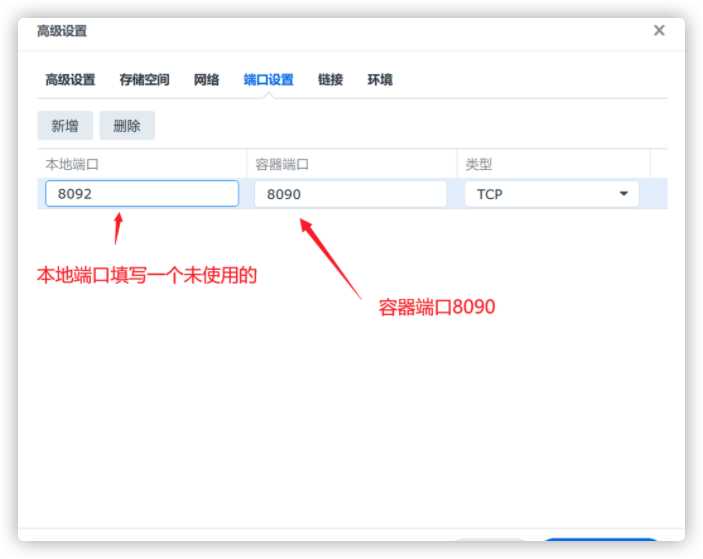 高级设置
高级设置 存储空间 网络 端口设置 链接 环境
新增 删除
本地端口 容器端口 类型
8092 8090 TCP
本地端口填写一个未使用的
容器端口8090